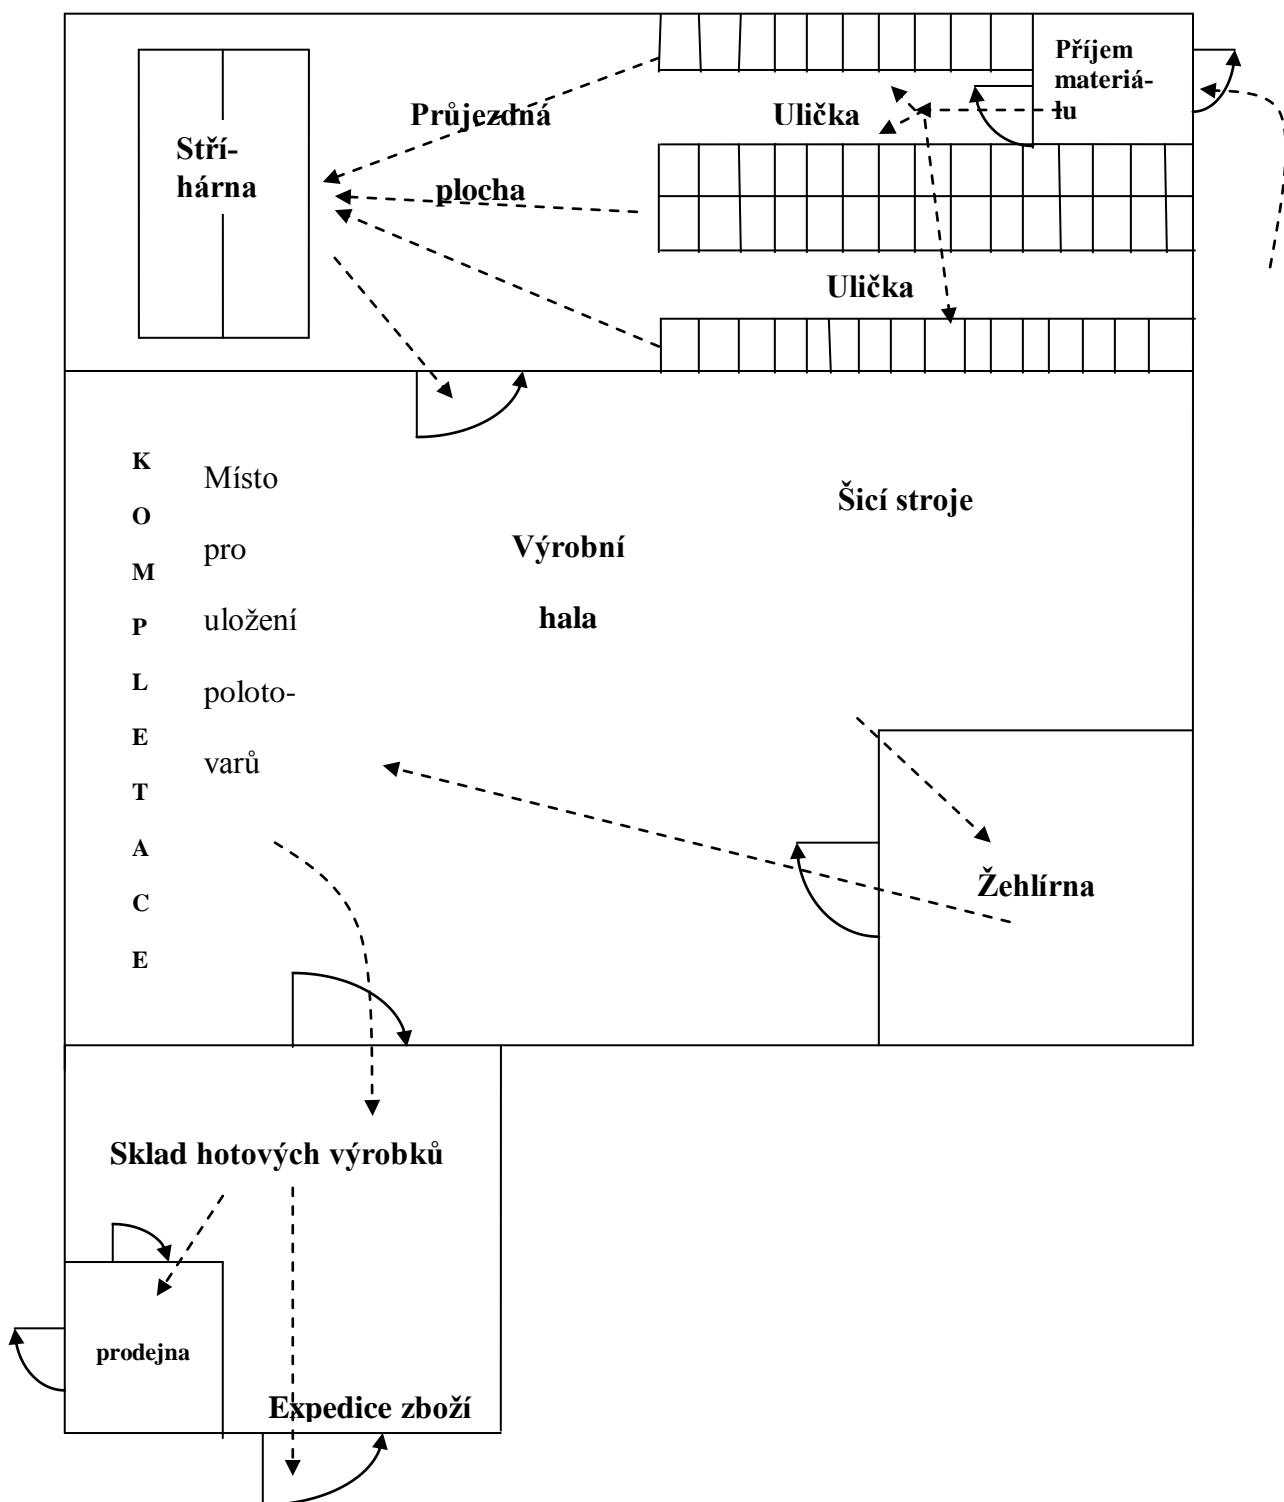 Příjem
materiá-
lu
Průjezdná
Ulička
Stří-
hárna
plocha
Ulička
K
O
M
P
L
E
T
A
C
E
Místo
pro
uložení
poloto-
varů
Šicí stroje
Výrobní
hala
Žehlírna
Sklad hotových výrobků
prodejna
Expedice zboží